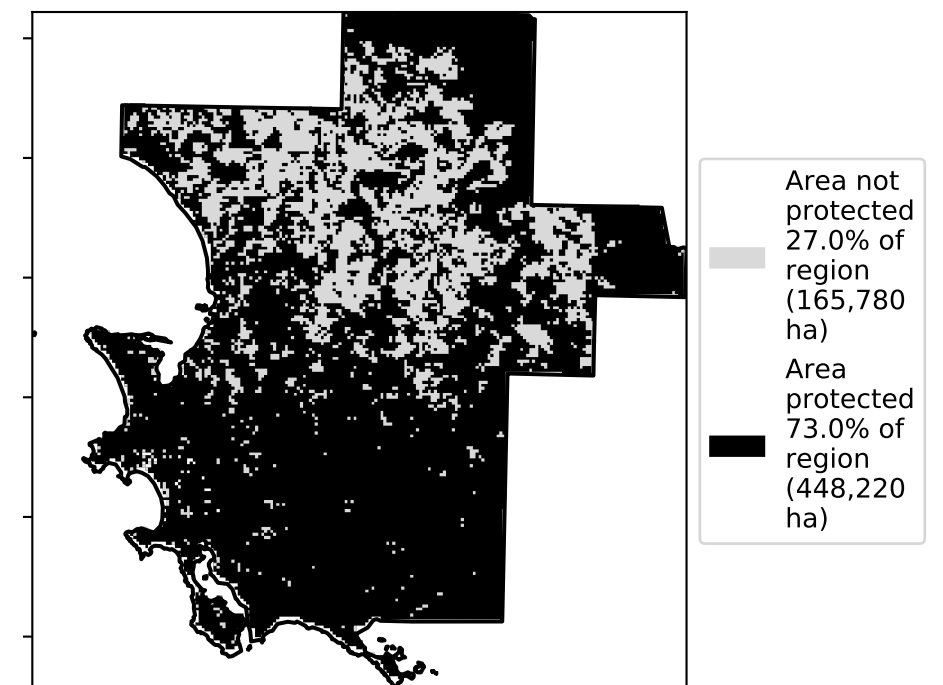 Area not
protected
27.0% of
region
(165,780
ha)
Area
protected
73.0% of
region
(448,220
ha)